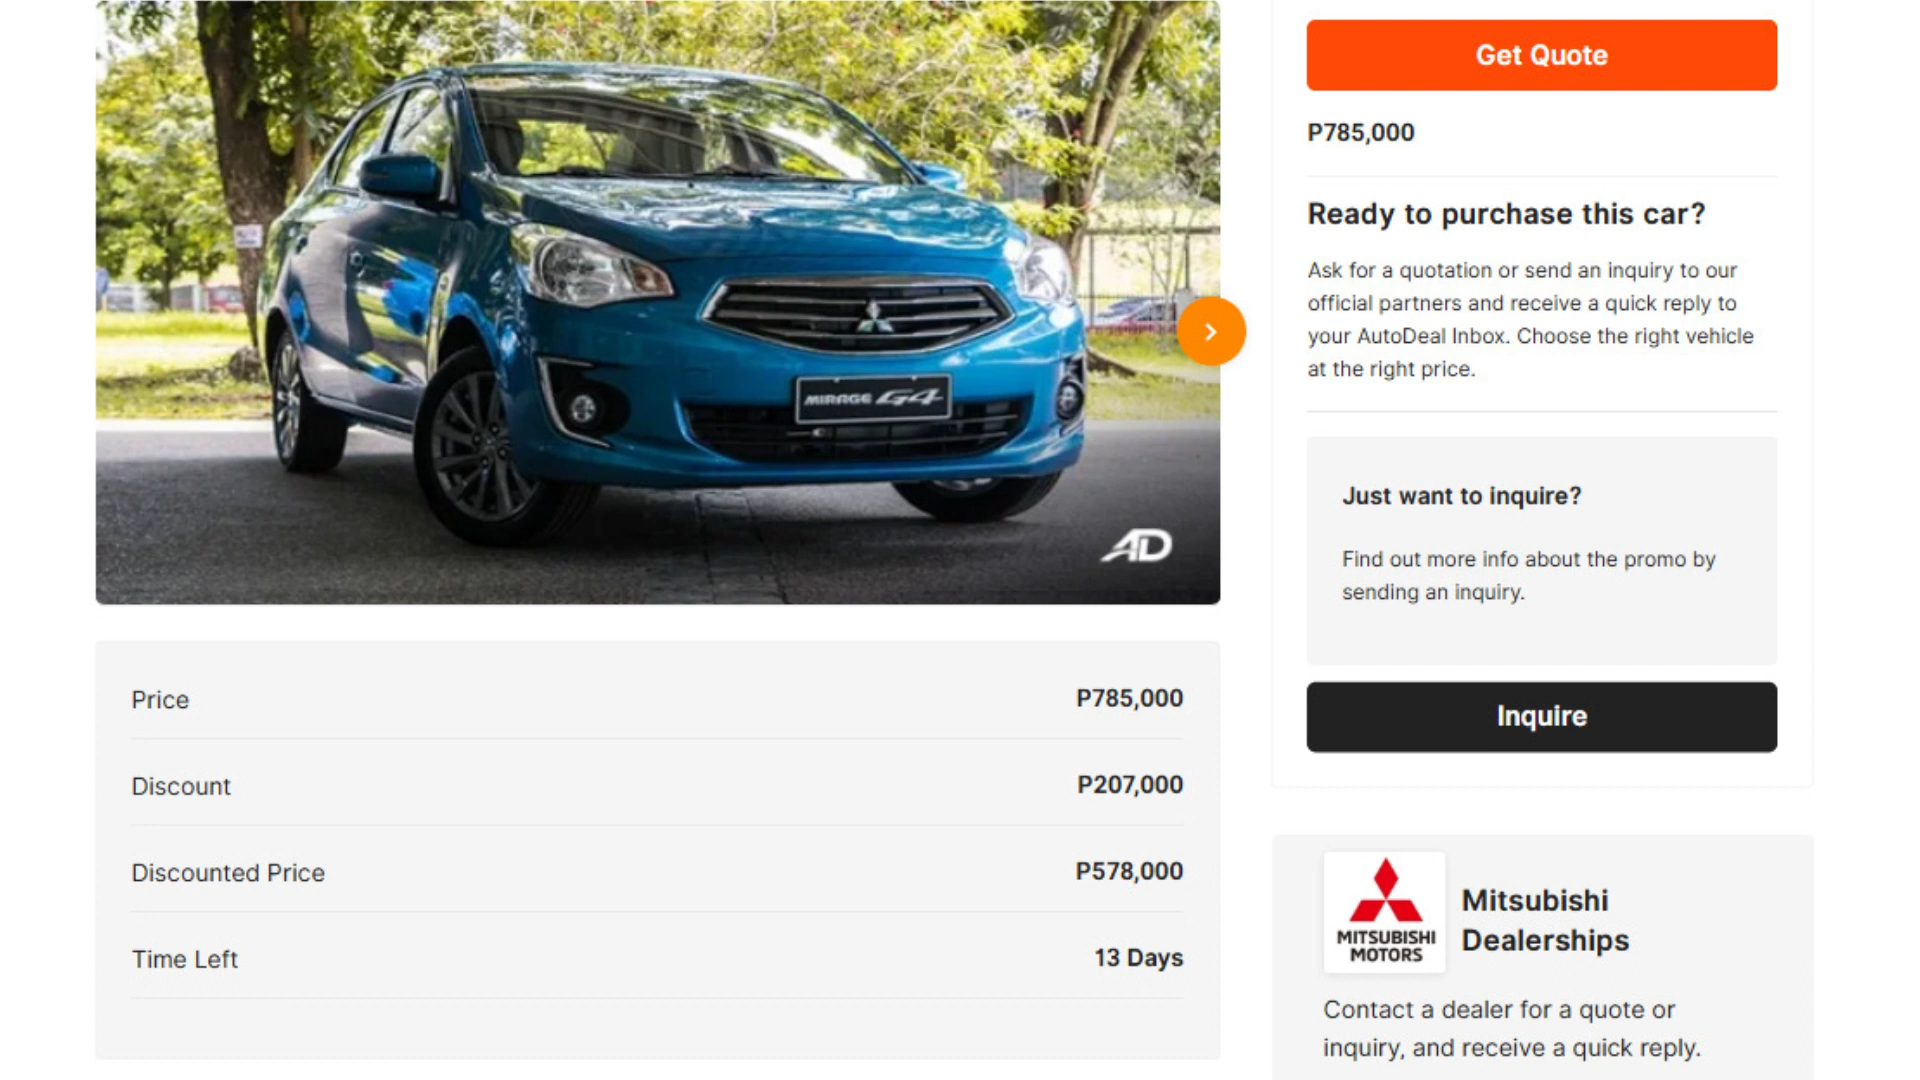 MIRAGE G4
AD
Price P785,000
Discount P207,000
Discounted Price P578,000
Time Left 13 Days
Get Quote
P785,000
Ready to purchase this car?
Ask for a quotation or send an inquiry to our
official partners and receive a quick reply to
your AutoDeal Inbox. Choose the right vehicle
at the right price.
Just want to inquire?
Find out more info about the promo by
sending an inquiry.
Inquire
MITSUBISHI
MOTORS
Mitsubishi
Dealerships
Contact a dealer for a quote or
inquiry, and receive a quick reply.